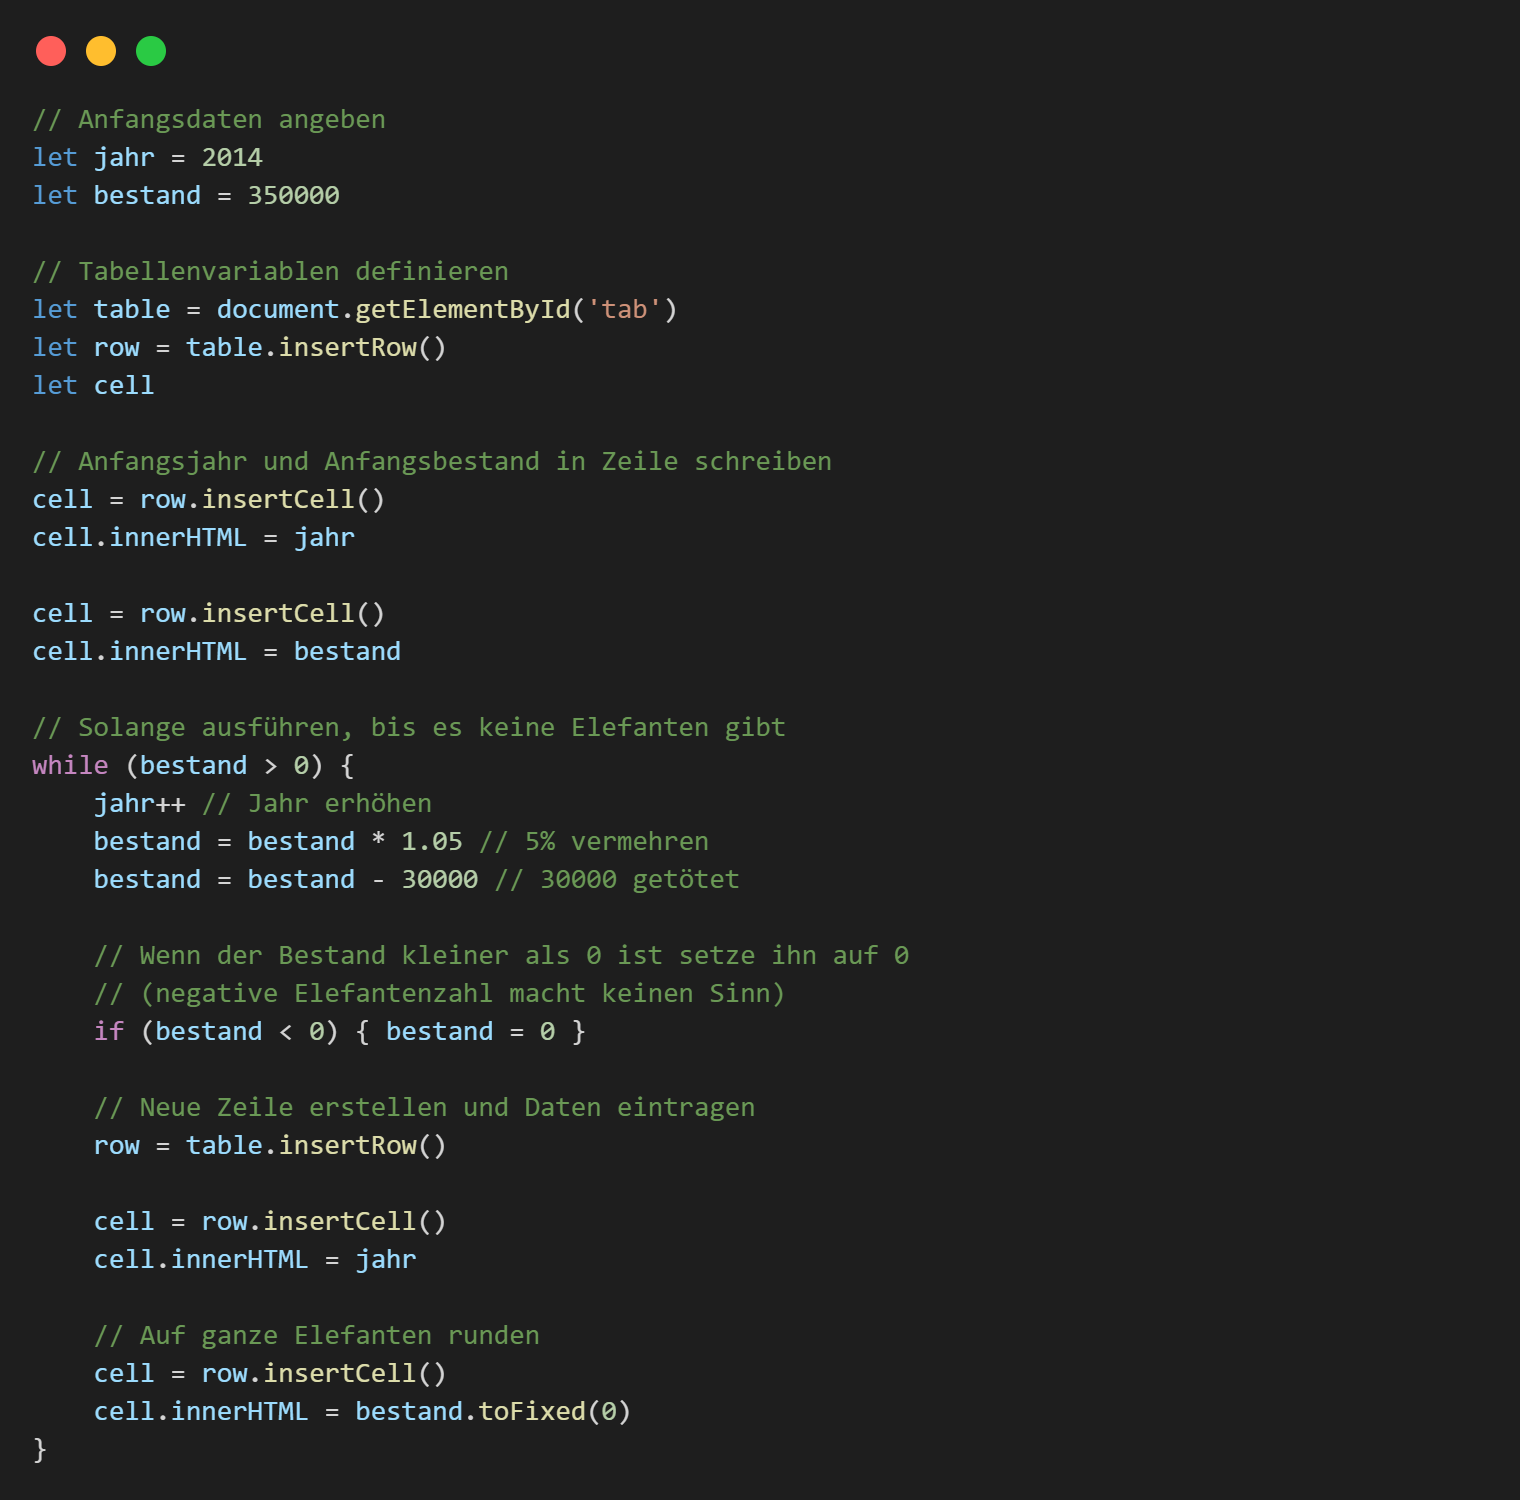 // Anfangsdaten angeben
let jahr = 2014
let bestand = 350000

// Tabellenvariablen definieren
let table = document.getElementById('tab')
let row = table.insertRow()
let cell

// Anfangsjahr und Anfangsbestand in Zeile schreiben
cell = row.insertCell()
cell.innerHTML = jahr

cell = row.insertCell()
cell.innerHTML = bestand

// Solange ausführen, bis es keine Elefanten gibt
while (bestand > 0) {
    jahr++ // Jahr erhöhen
    bestand = bestand * 1.05 // 5% vermehren
    bestand = bestand - 30000 // 30000 getötet

    // Wenn der Bestand kleiner als 0 ist setze ihn auf 0
    // (negative Elefantenzahl macht keinen Sinn)
    if (bestand < 0) { bestand = 0 }

    // Neue Zeile erstellen und Daten eintragen
    row = table.insertRow()

    cell = row.insertCell()
    cell.innerHTML = jahr

    // Auf ganze Elefanten runden
    cell = row.insertCell()
    cell.innerHTML = bestand.toFixed(0)
}